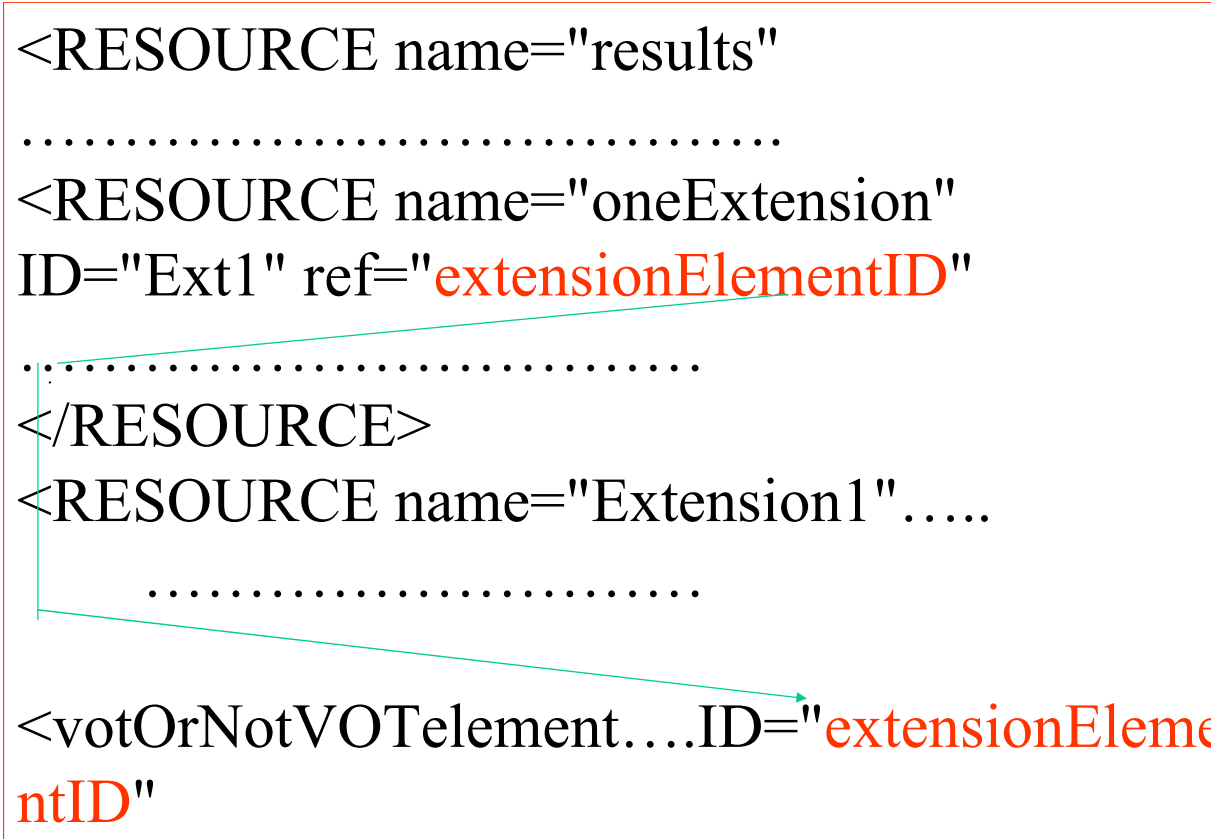 <RESOURCE name="results"
………………………………….
<RESOURCE name="oneExtension"
ID="Ext1" ref="extensionElementID"
………………………………
</RESOURCE>
<RESOURCE name="Extension1"…..
………………………
<votOrNotVOTelement….ID="extensionEleme
ntID"